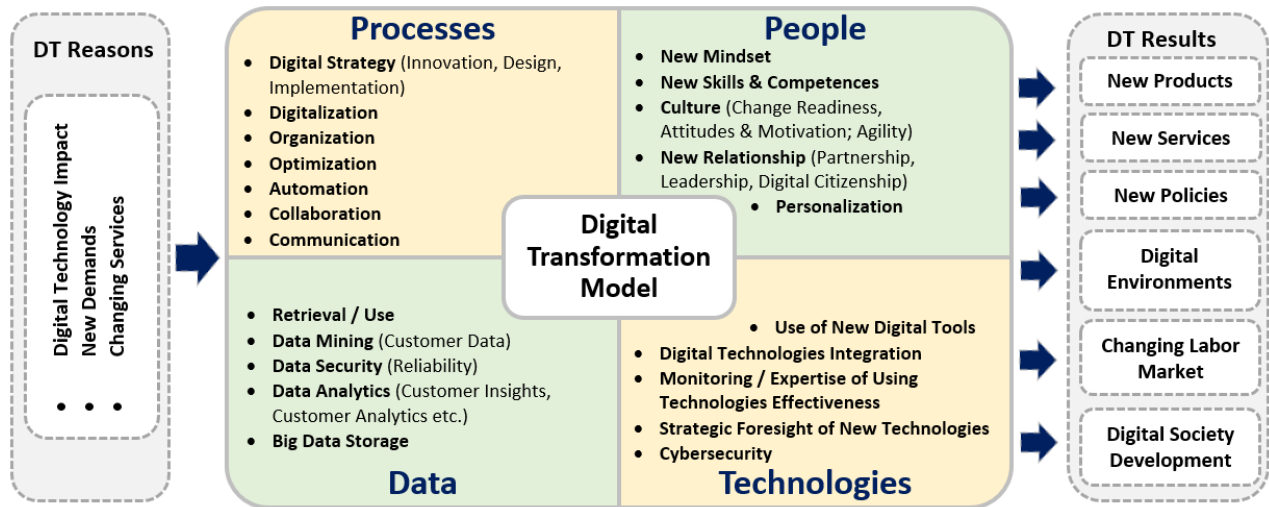 DT Reasons
Digital Technology Impact
New Demands
Changing Services
Processes
• Digital Strategy (Innovation, Design,
Implementation)
• Digitalization
• Organization
• Optimization
• Automation
• Collaboration
• Communication
People
• New Mindset
• New Skills & Competences
• Culture (Change Readiness,
Attitudes & Motivation; Agility)
• New Relationship (Partnership,
Leadership, Digital Citizenship)
• Personalization
Digital
Transformation
Model
• Retrieval / Use
• Data Mining (Customer Data)
• Data Security (Reliability)
• Data Analytics (Customer Insights,
Customer Analytics etc.)
• Big Data Storage
Data
• Use of New Digital Tools
• Digital Technologies Integration
• Monitoring / Expertise of Using
Technologies Effectiveness
• Strategic Foresight of New Technologies
• Cybersecurity
Technologies
DT Results
New Products
New Services
New Policies
Digital
Environments
Changing Labor
Market
Digital Society
Development